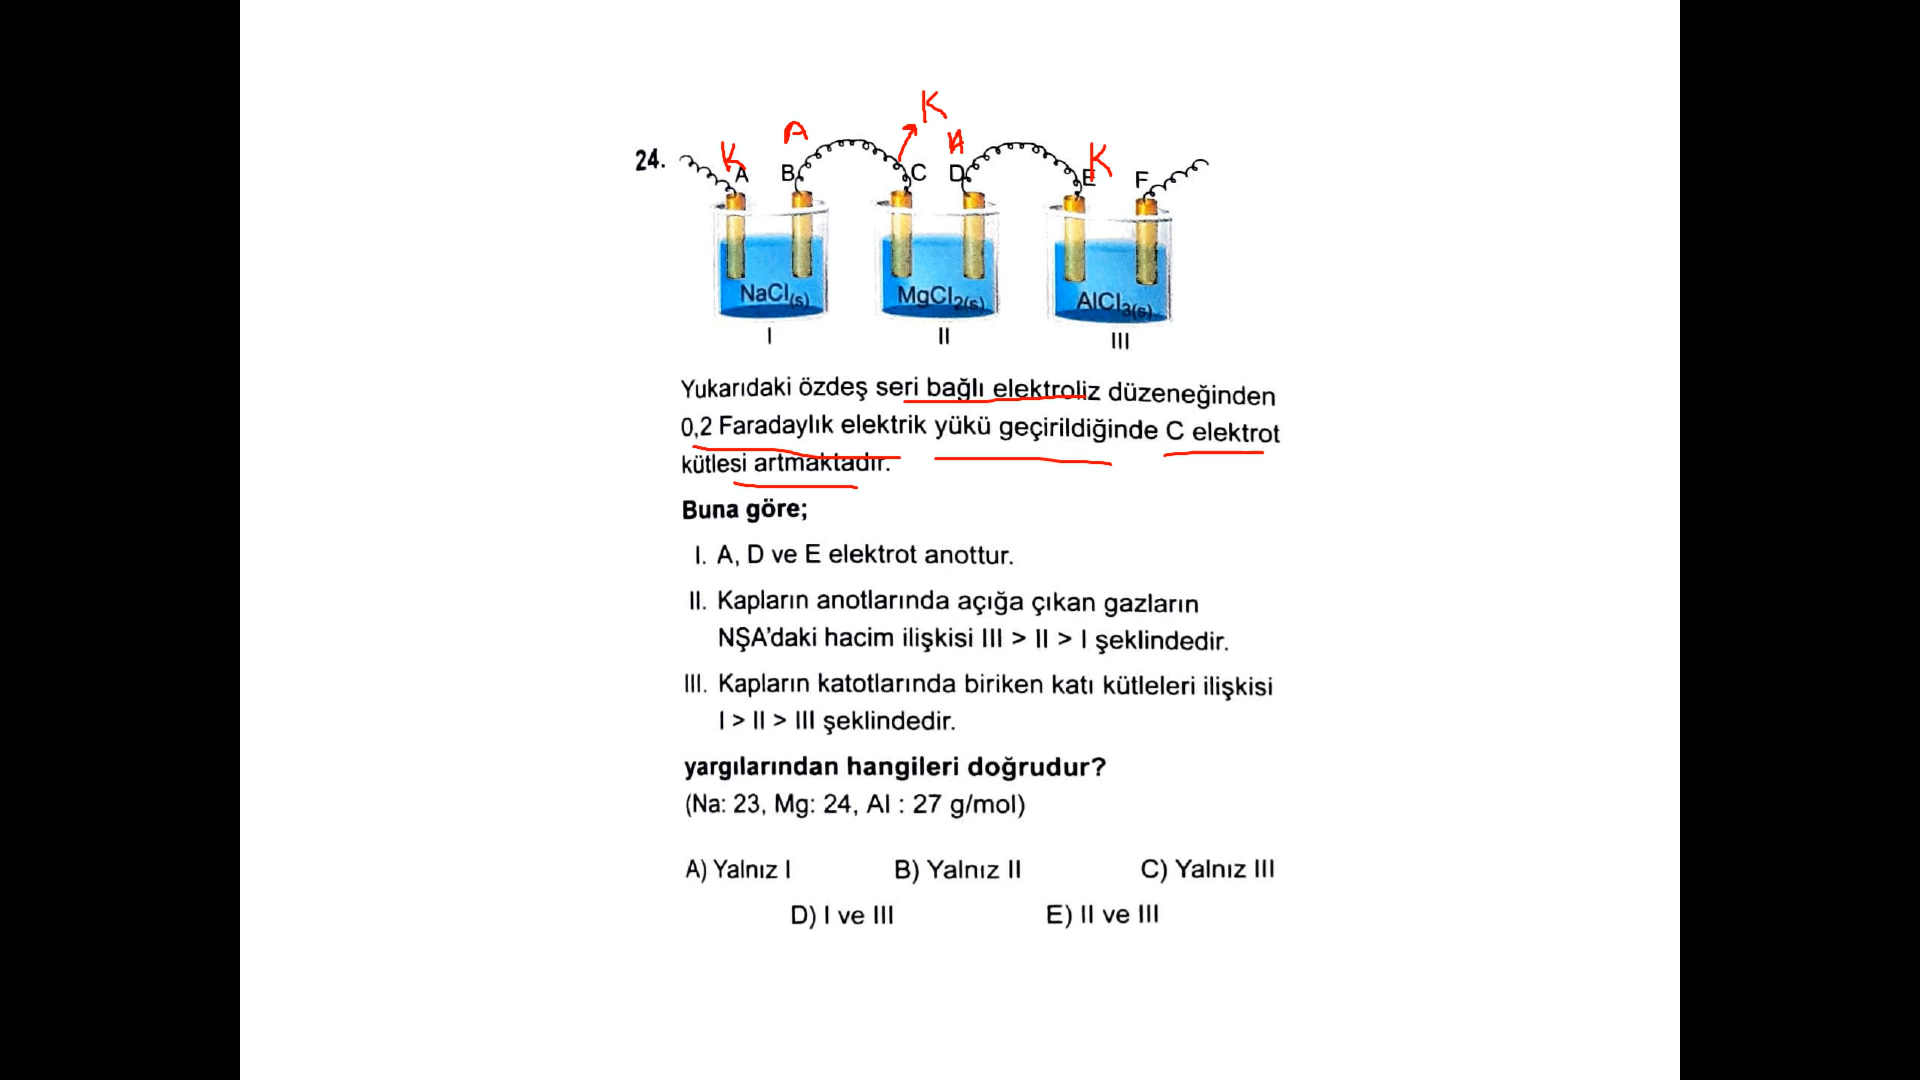 K
A
K
A
K
24.
A
B
C
D
E
F
NaCl(s)
MgCl2(s)
AlCl3(s)
I
II
III
Yukarıdaki özdeş seri bağlı elektroliz düzeneğinden
0,2 Faradaylık elektrik yükü geçirildiğinde C elektrot
kütlesi artmaktadır.
Buna göre;
I. A, D ve E elektrot anottur.
II. Kapların anotlarında açığa çıkan gazların
NŞA'daki hacim ilişkisi III > II > I şeklindedir.
III. Kapların katotlarında biriken katı kütleleri ilişkisi
I > II > III şeklindedir.
yargılarından hangileri doğrudur?
(Na: 23, Mg: 24, Al : 27 g/mol)
A) Yalnız I
B) Yalnız II
C) Yalnız III
D) I ve III
E) II ve III